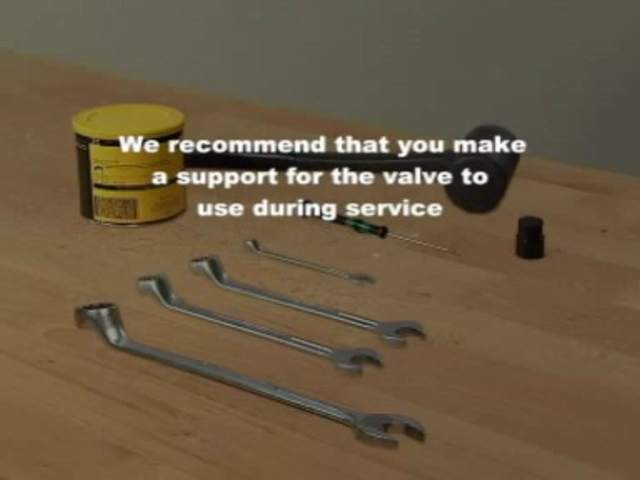 We recommend that you make
a support for the valve to
use during service